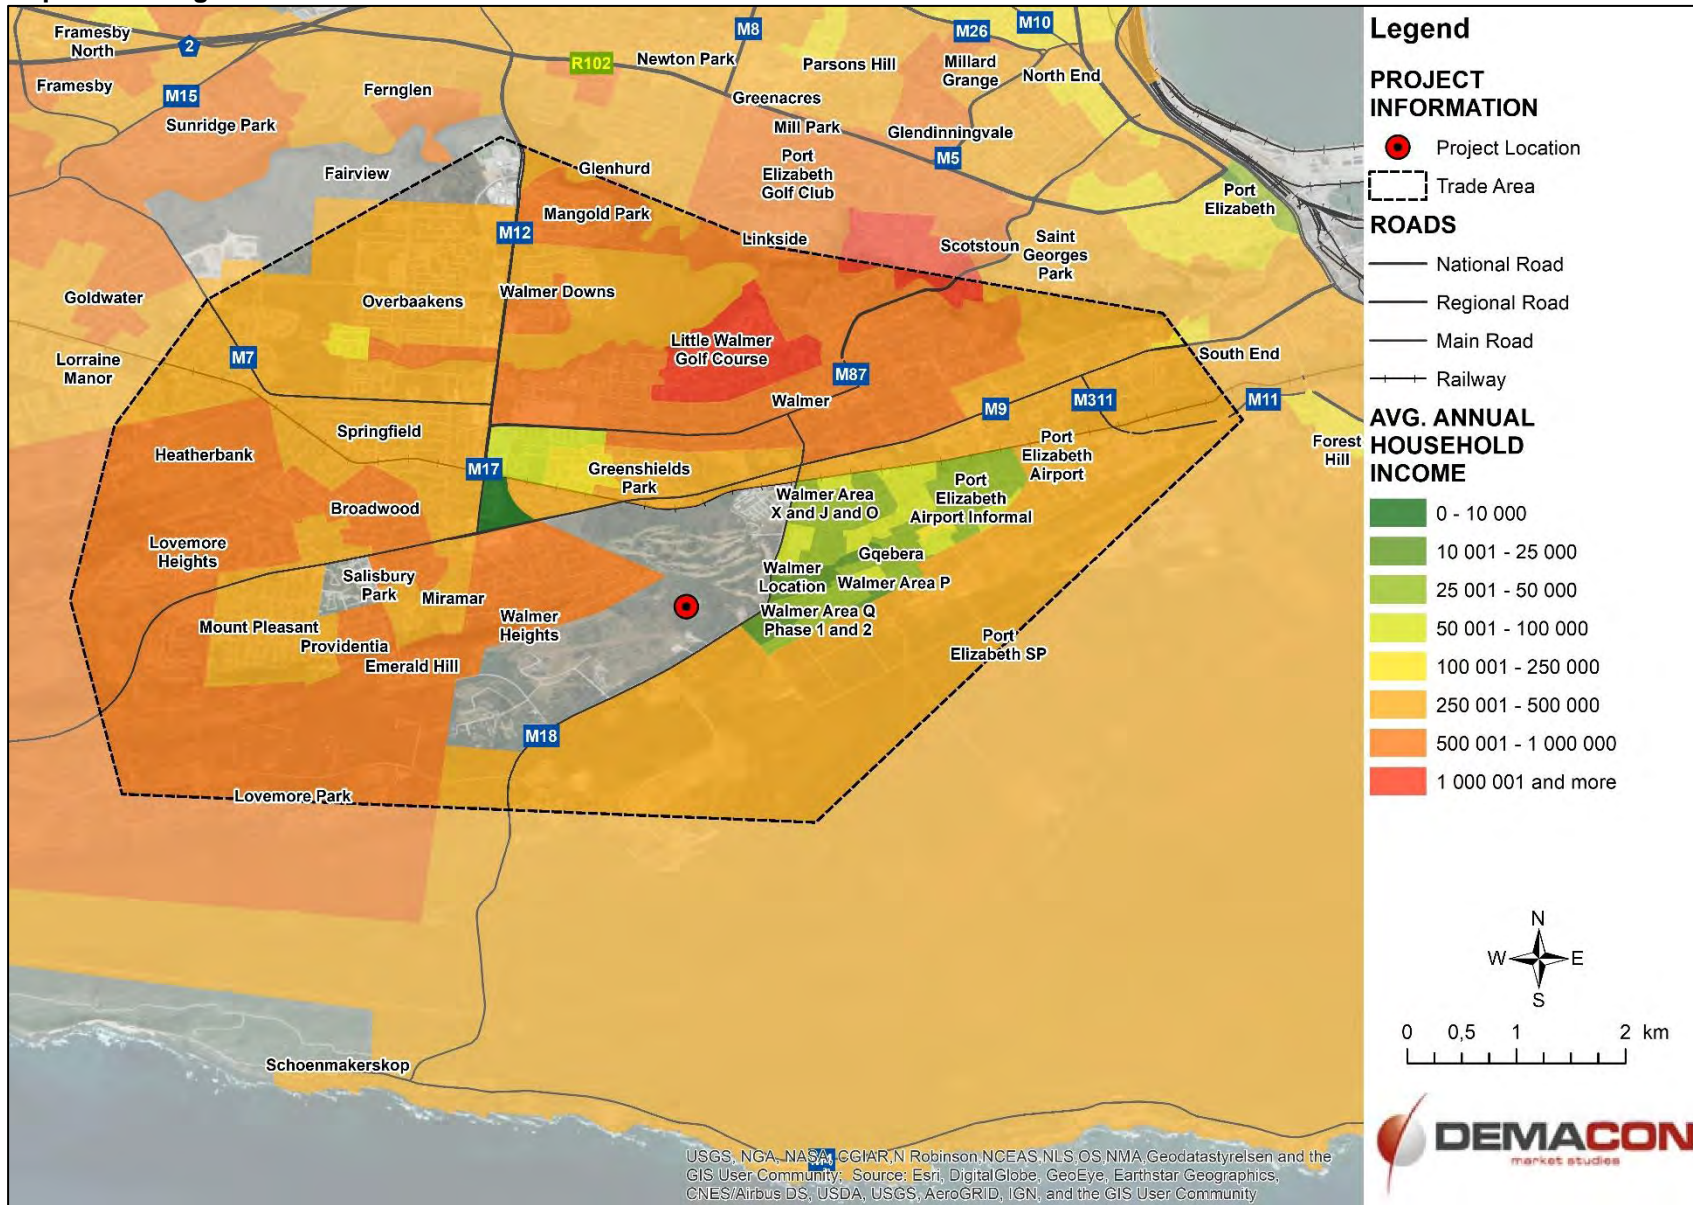 Framesby
North
2
M8
M26
M10
R102
Newton Park
Parsons Hill
Millard
Grange
North End
Framesby
M15
Ferngelen
Greenacres
Sunridge Park
Mill Park
Glendinningvale
M5
Fairview
Glenhurd
Port
Elizabeth
Golf Club
Port
Elizabeth
Mangold Park
M12
Linkside
Scotstoun
Saint
Georges
Park
Goldwater
Overbaakens
Walmer Downs
Little Walmer
Golf Course
Lorraine
Manor
M7
M87
South End
Walmer
M9
M311
M11
Springfield
Heatherbank
M17
Greenshields
Park
Port
Elizabeth
Airport
Forest
Hill
Broadwood
Walmer Area
X and J and O
Port
Elizabeth
Airport Informal
Lovemore
Heights
Gqebera
Salisbury
Park
Walmer
Location
Walmer Area P
Miramar
Walmer
Heights
Walmer Area Q
Phase 1 and 2
Mount Pleasant
Providentia
Emerald Hill
Port
Elizabeth SP
M18
Lovemore Park
Schoenmakerskop
USGS, NGA, NASA, CGIAR,N Robinson,NCEAS,NLS,OS,NMA,Geodatastyrelsen and the
GIS User Community; Source: Esri, DigitalGlobe, GeoEye, Earthstar Geographics,
CNES/Airbus DS, USDA, USGS, AeroGRID, IGN, and the GIS User Community
Legend
PROJECT
INFORMATION
Project Location
Trade Area
ROADS
National Road
Regional Road
Main Road
Railway
AVG. ANNUAL
HOUSEHOLD
INCOME
0 - 10 000
10 001 - 25 000
25 001 - 50 000
50 001 - 100 000
100 001 - 250 000
250 001 - 500 000
500 001 - 1 000 000
1 000 001 and more
N
W E
S
0 0,5 1 2 km
DEMACON
market studies